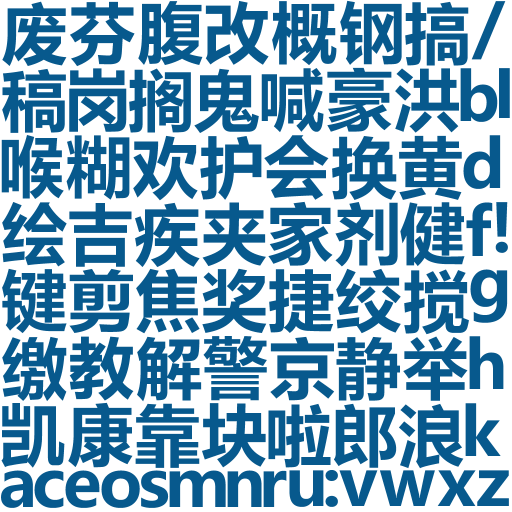 废芬腹改概钢搞/
稿岗搁鬼喊豪洪bl
喉糊欢护会换黄d
绘吉疾夹家剂健f!
键剪焦奖捷绞搅g
缴教解警京静举h
凯康靠块啦郎浪k
aceosmnru:vwxz